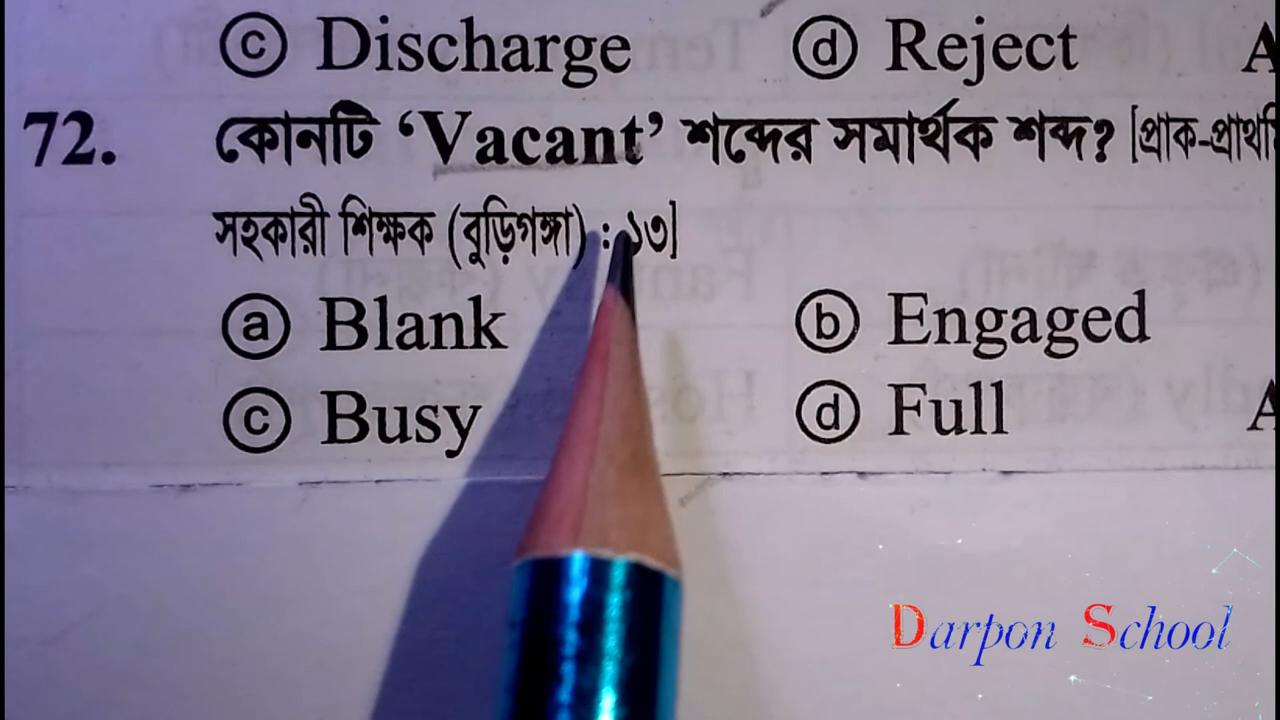 ⓒ Discharge ⓓ Reject A
72. কোনটি ‘Vacant’ শব্দের সমার্থক শব্দ? [প্রাক-প্রাথমি
সহকারী শিক্ষক (বুড়িগঙ্গা) : ১৩]
ⓐ Blank ⓑ Engaged
ⓒ Busy ⓓ Full A
Darpon School